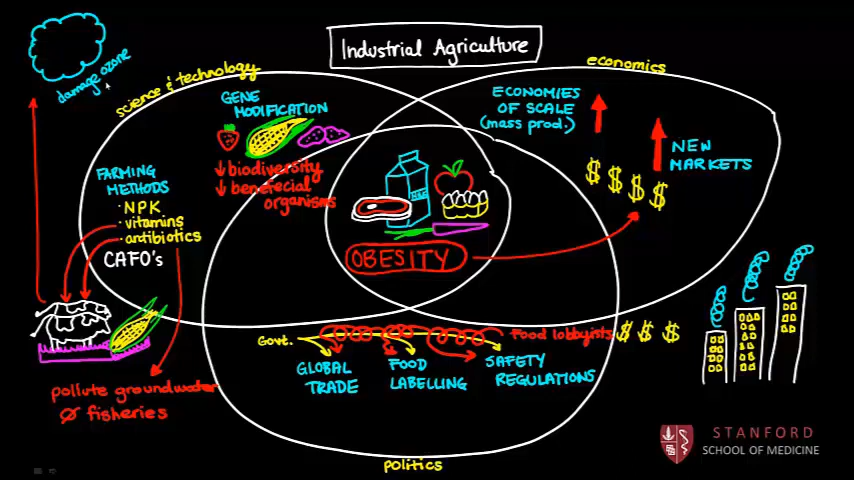 Industrial Agriculture
damage ozone
science & technology
economics
GENE
MODIFICATION
↓ biodiversity
↓ benefecial
organisms
ECONOMIES
OF SCALE
(mass prod.)
NEW
MARKETS
$ $ $ $
FARMING
METHODS
· NPK
· vitamins
· antibiotics
CAFO's
OBESITY
Govt.
Food lobbyists $ $ $
GLOBAL
TRADE
FOOD
LABELLING
SAFETY
REGULATIONS
pollute groundwater
Ø fisheries
politics
STANFORD
SCHOOL OF MEDICINE